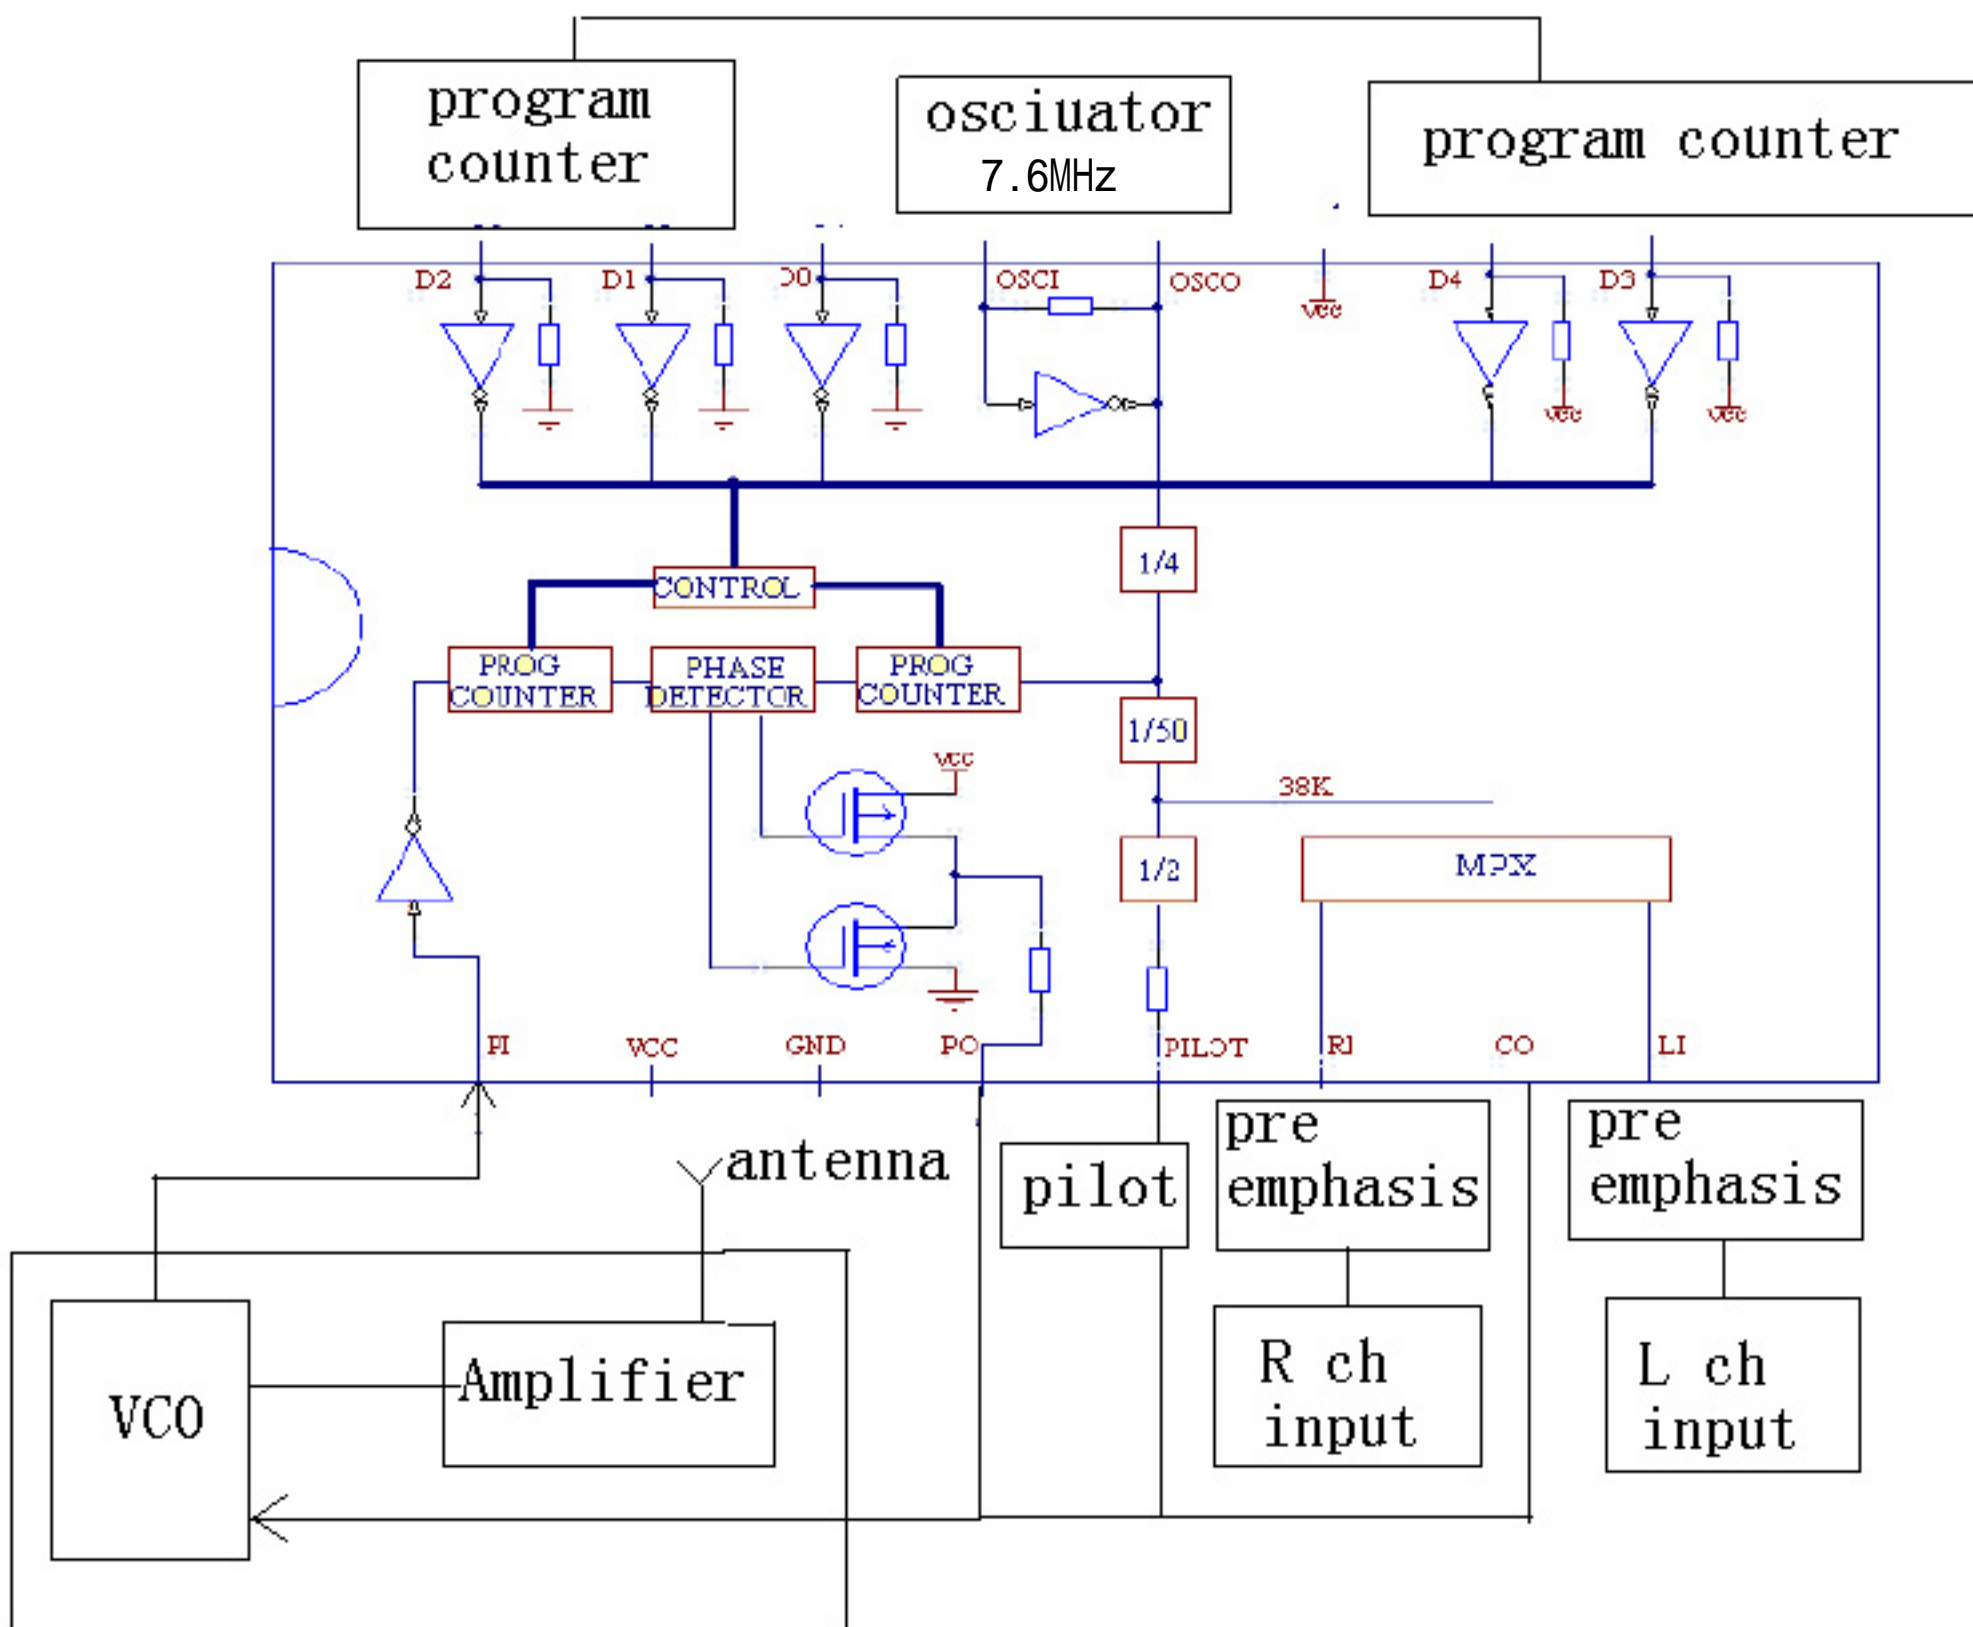 program
counter
osciuator
7.6MHz
program counter
D2
D1
D0
OSCI
OSCO
VCC
D4
D3
VCC
VCC
1/4
CONTROL
PROG
COUNTER
PHASE
DETECTOR
PROG
COUNTER
1/50
VCC
38K
1/2
MPX
PI
VCC
GND
PO
PILOT
RI
CO
LI
antenna
pilot
pre
emphasis
pre
emphasis
VCO
Amplifier
R ch
input
L ch
input